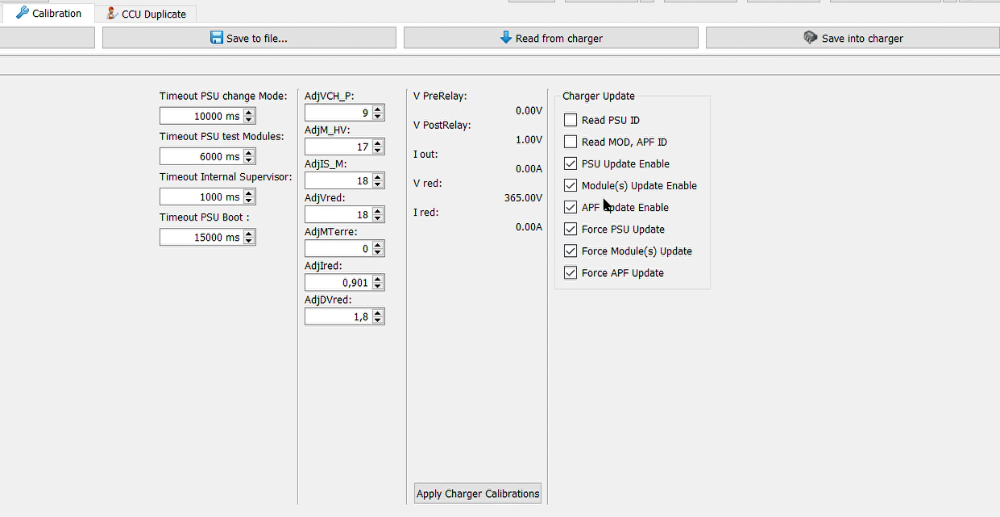 Calibration
CCU Duplicate
Save to file...
Read from charger
Save into charger
Timeout PSU change Mode:
10000 ms
Timeout PSU test Modules:
6000 ms
Timeout Internal Supervisor:
1000 ms
Timeout PSU Boot :
15000 ms
AdjVCH_P:
9
AdjM_HV:
17
AdjIS_M:
18
AdjVred:
18
AdjMTerre:
0
AdjIred:
0,901
AdjDVred:
1,8
V PreRelay:
0.00V
V PostRelay:
1.00V
I out:
0.00A
V red:
365.00V
I red:
0.00A
Apply Charger Calibrations
Charger Update
Read PSU ID
Read MOD, APF ID
PSU Update Enable
Module(s) Update Enable
APF Update Enable
Force PSU Update
Force Module(s) Update
Force APF Update